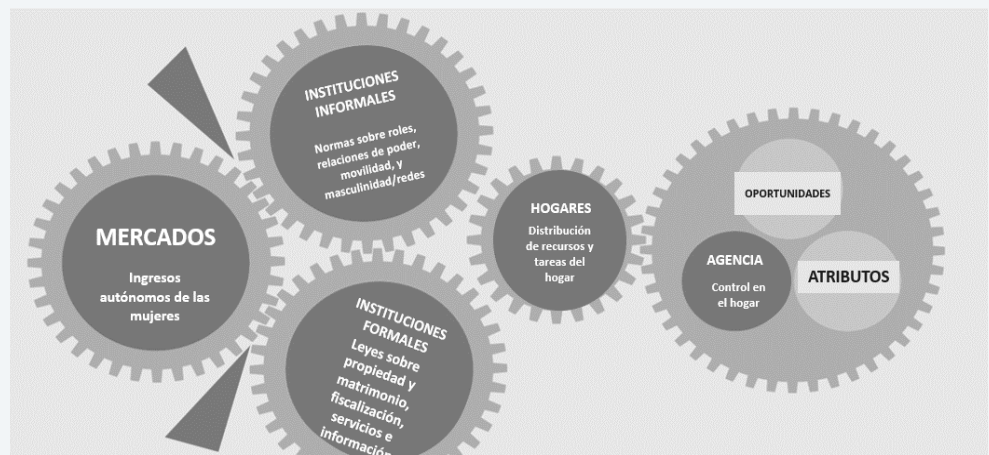 INSTITUCIONES
INFORMALES
Normas sobre roles,
relaciones de poder,
movilidad, y
masculinidad/redes
MERCADOS
Ingresos
autónomos de las
mujeres
INSTITUCIONES
FORMALES
Leyes sobre
propiedad y
matrimonio,
fiscalización,
servicios e
información
HOGARES
Distribución
de recursos y
tareas del
hogar
OPORTUNIDADES
AGENCIA
Control en
el hogar
ATRIBUTOS